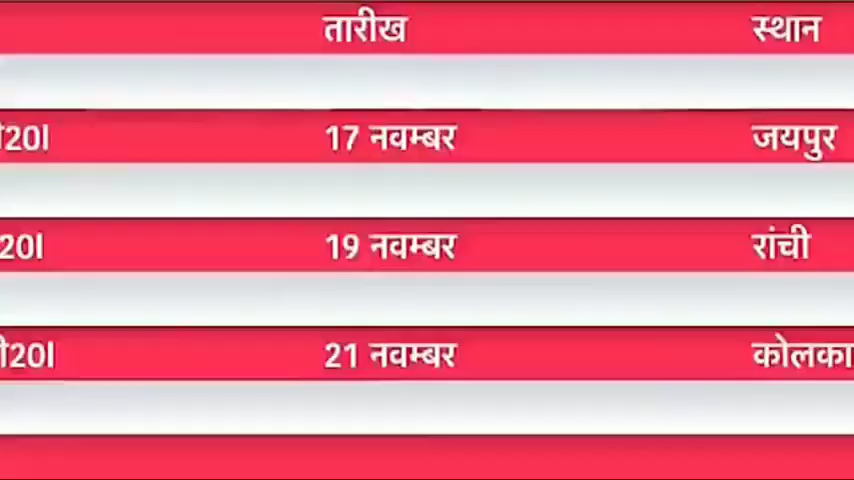 तारीख स्थान
20I 17 नवम्बर जयपुर
20I 19 नवम्बर रांची
20I 21 नवम्बर